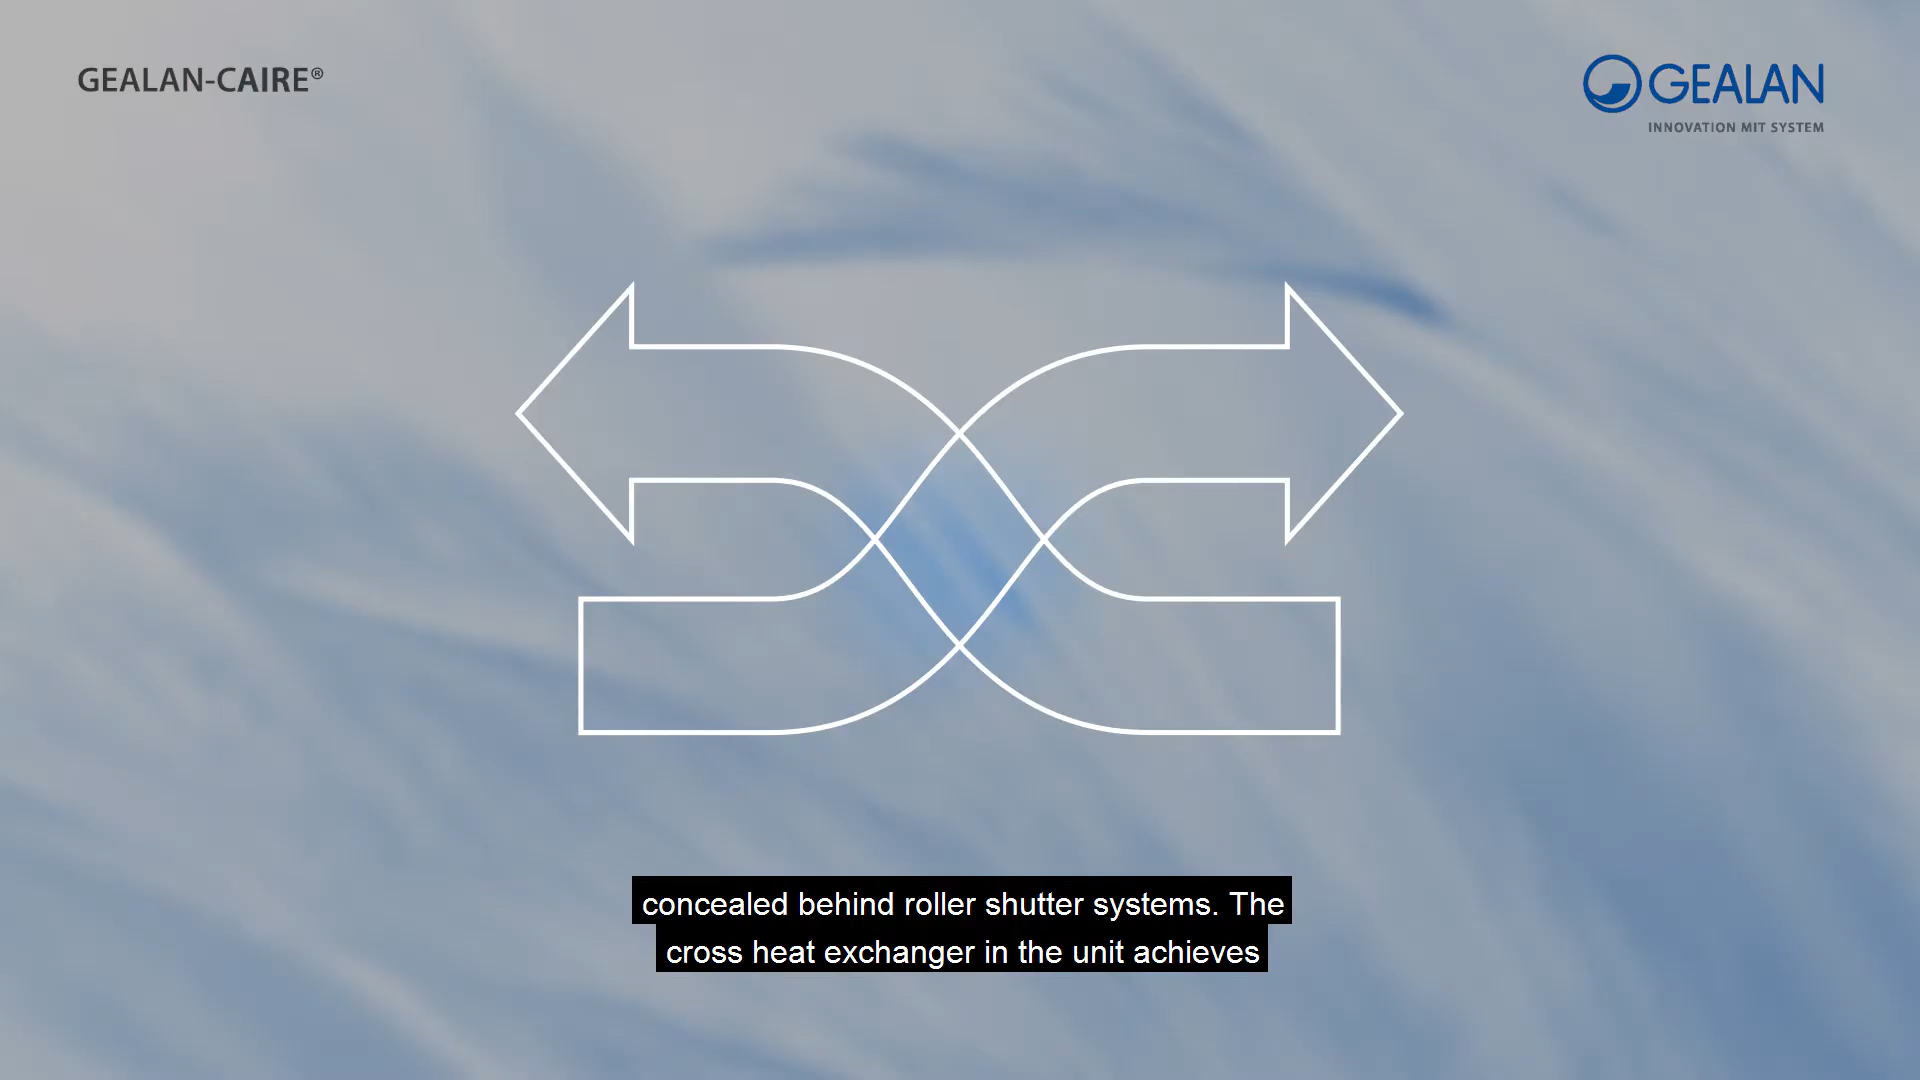 GEALAN-CAIRE®
GEALAN
INNOVATION MIT SYSTEM
concealed behind roller shutter systems. The
cross heat exchanger in the unit achieves